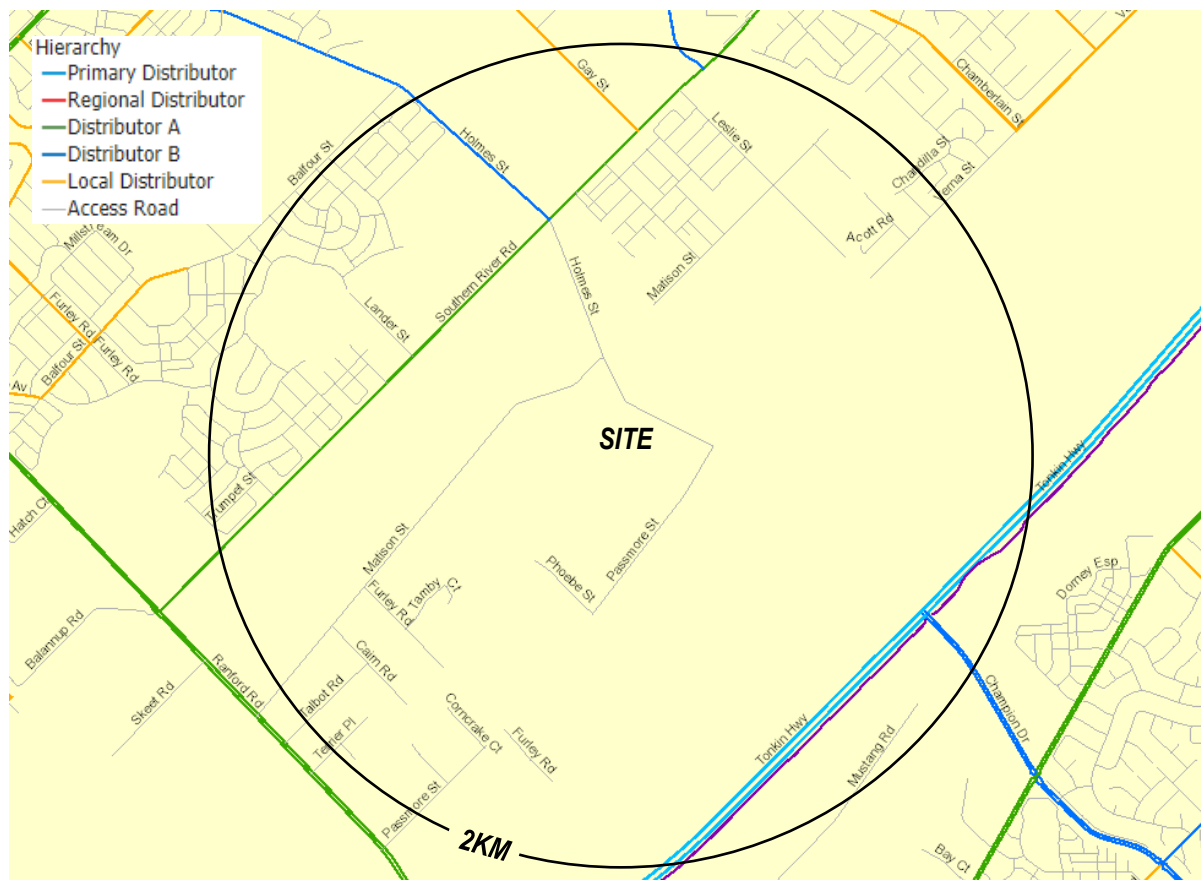 Hierarchy
Primary Distributor
Regional Distributor
Distributor A
Distributor B
Local Distributor
Access Road
Gay St
Chamberlain St
Leslie St
Holmes St
Balfour St
Chandilla St
Verna St
Millstream Dr
Acott Rd
Southern River Rd
Holmes St
Matison St
Lander St
Furley Rd
Furley Rd
Balfour St
Av
SITE
Tonkin Hwy
Trumpet St
Hatch Ct
Matison St
Passmore St
Phoebe St
Tamby Ct
Furley Rd
Dorney Esp
Balannup Rd
Cairn Rd
Ranford Rd
Skeet Rd
Talbot Rd
Corncrake Ct
Champion Dr
Terrier Pl
Furley Rd
Tonkin Hwy
Mustang Rd
Passmore St
2KM
Bay Ct